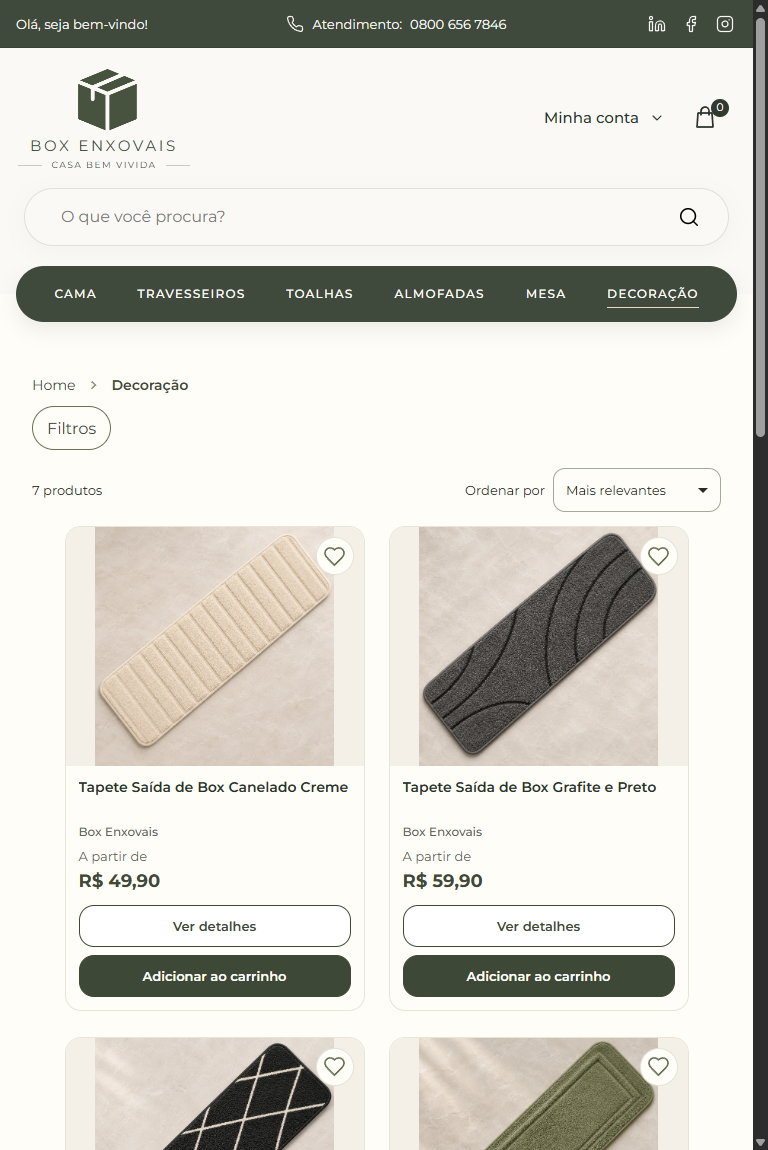 Olá, seja bem-vindo!
Atendimento: 0800 656 7846
BOX ENXOVAIS
CASA BEM VIVIDA
Minha conta
0
O que você procura?
CAMA TRAVESSEIROS TOALHAS ALMOFADAS MESA DECORAÇÃO
Home > Decoração
Filtros
7 produtos
Ordenar por Mais relevantes
Tapete Saída de Box Canelado Creme
Box Enxovais
A partir de
R$ 49,90
Ver detalhes
Adicionar ao carrinho
Tapete Saída de Box Grafite e Preto
Box Enxovais
A partir de
R$ 59,90
Ver detalhes
Adicionar ao carrinho